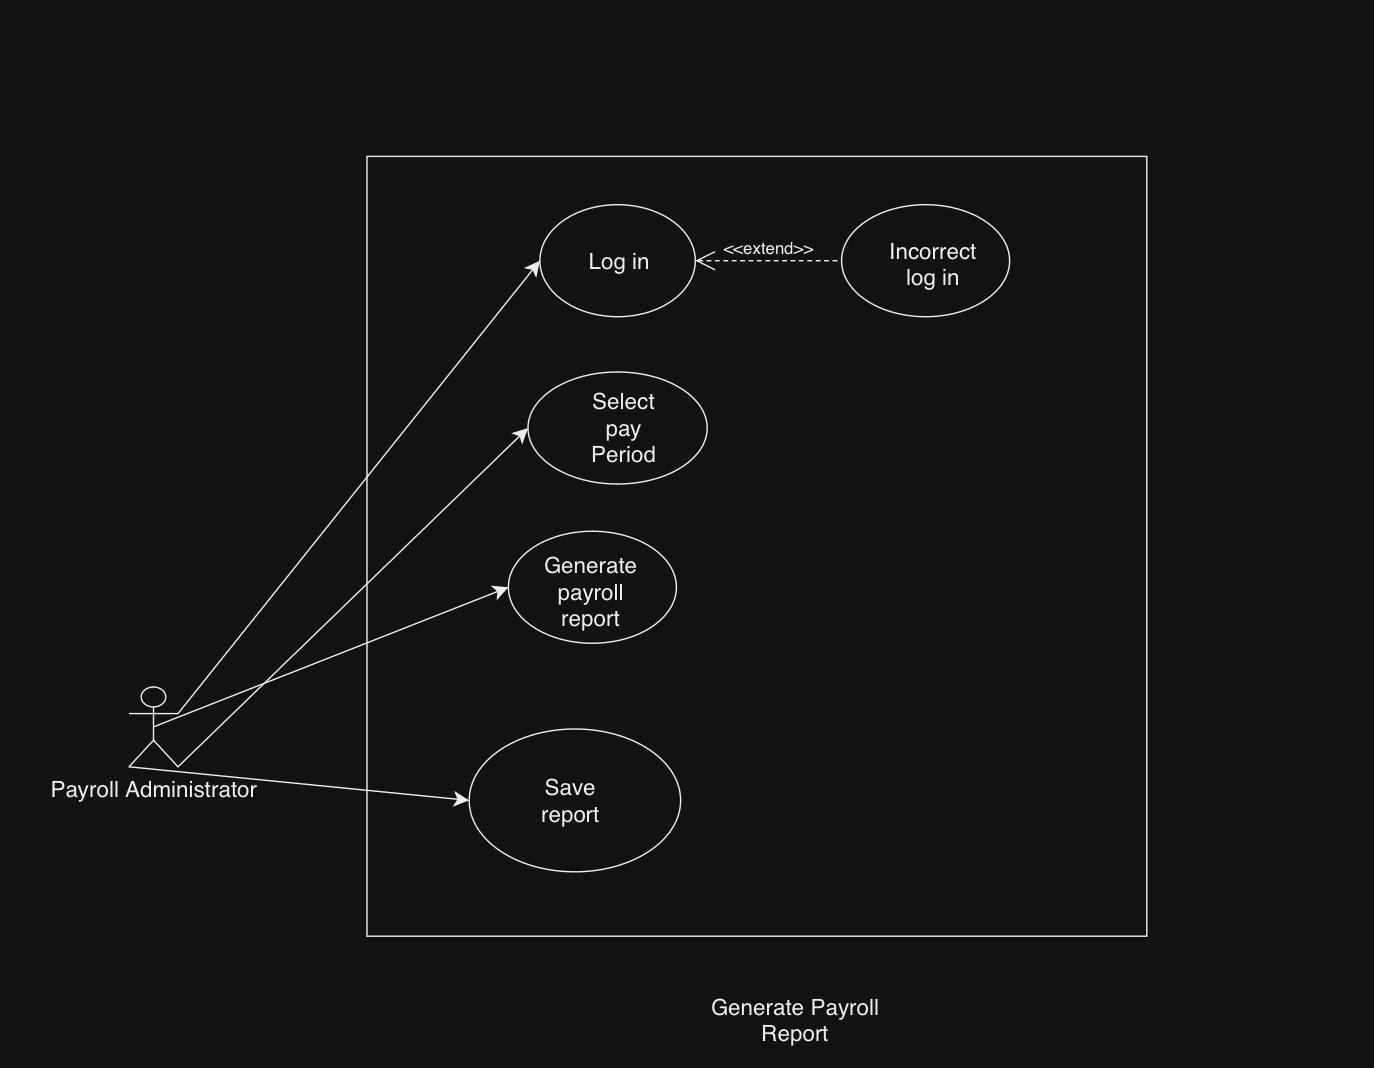 Log in
<<extend>>
Incorrect
log in
Select
pay
Period
Generate
payroll
report
Payroll Administrator
Save
report
Generate Payroll
Report